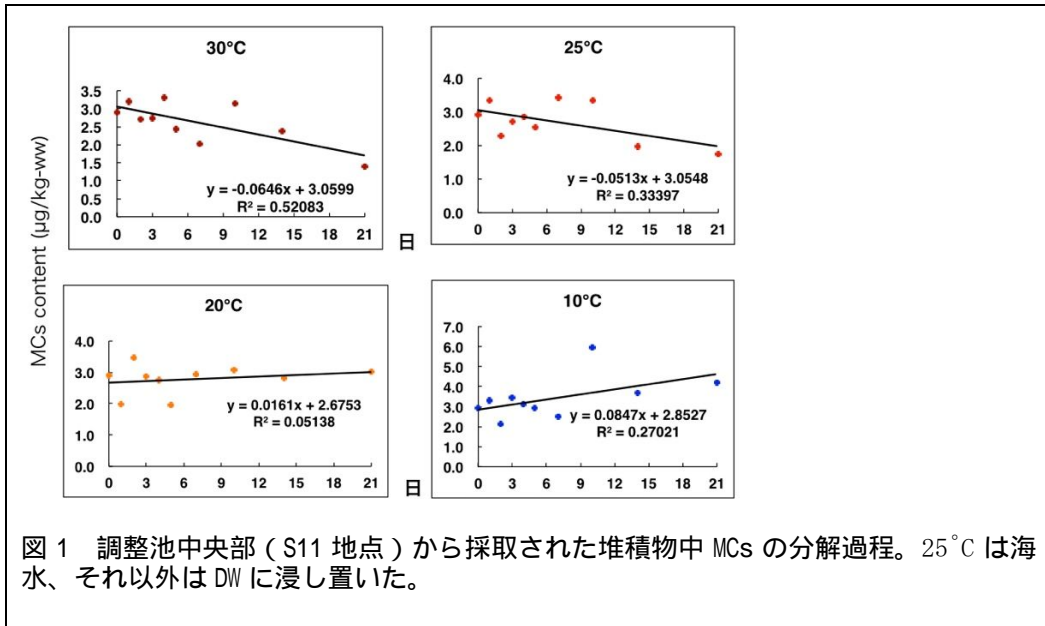 30°C
3.5
3.0
2.5
2.0
1.5
1.0
0.5
0.0
y = -0.0646x + 3.0599
R² = 0.52083
0 3 6 9 12 15 18 21
日
25°C
4.0
3.0
2.0
1.0
0.0
y = -0.0513x + 3.0548
R² = 0.33397
0 3 6 9 12 15 18 21
MCs content (µg/kg-ww)
20°C
4.0
3.0
2.0
1.0
0.0
y = 0.0161x + 2.6753
R² = 0.05138
0 3 6 9 12 15 18 21
日
10°C
7.0
6.0
5.0
4.0
3.0
2.0
1.0
0.0
y = 0.0847x + 2.8527
R² = 0.27021
0 3 6 9 12 15 18 21
図 1　調整池中央部（S11 地点）から採取された堆積物中 MCs の分解過程。25°C は海
水、それ以外は DW に浸し置いた。